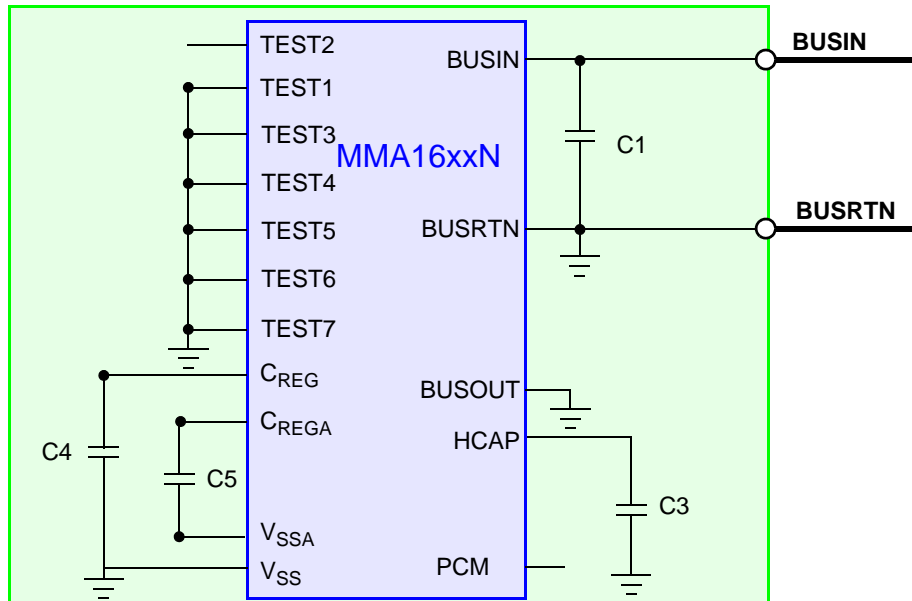 TEST2
TEST1
TEST3
TEST4
TEST5
TEST6
TEST7
C4
C5
CREG
CREGA
VSSA
VSS
MMA16xxN
BUSIN
BUSRTN
BUSOUT
HCAP
PCM
C1
C3
BUSIN
BUSRTN